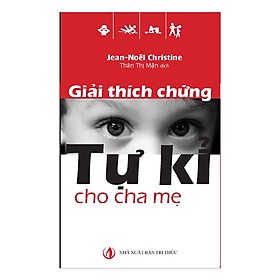 Jean-Noël Christine
Thân Thị Mận dịch
Giải thích chứng
Tự kỉ
cho cha mẹ
NHÀ XUẤT BẢN TRI THỨC